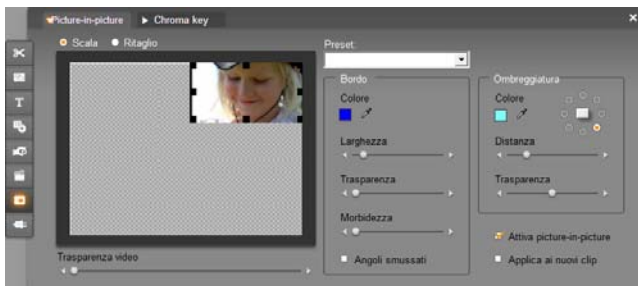 Picture-in-picture
Chroma key
Scala
Ritaglio
Preset:
Bordo
Colore
Larghezza
Trasparenza
Morbidezza
Angoli smussati
Ombreggiatura
Colore
Distanza
Trasparenza
Attiva picture-in-picture
Applica ai nuovi clip
Trasparenza video